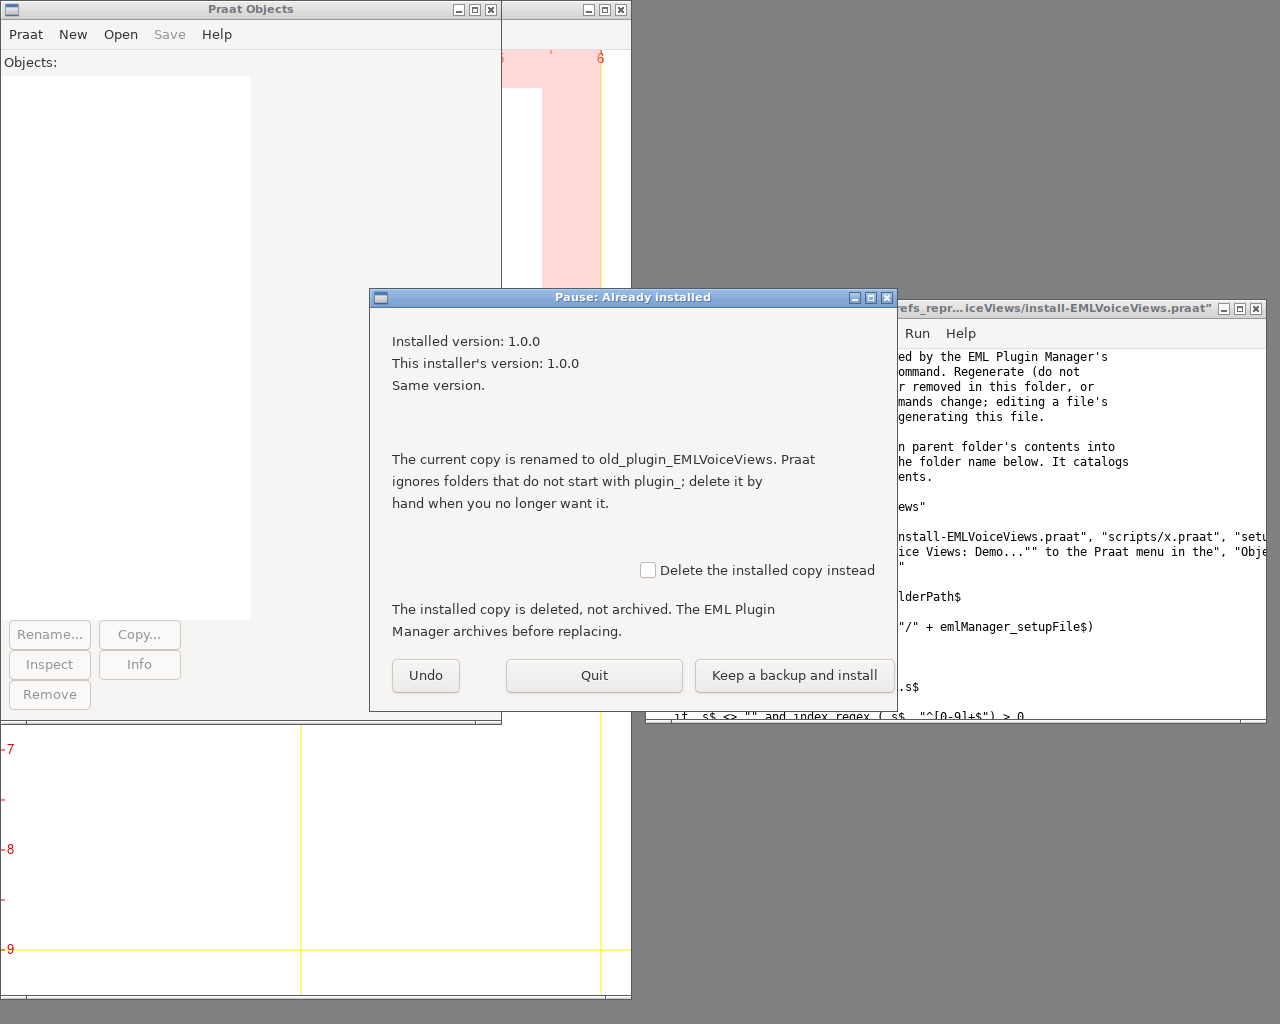 Praat Objects
Praat New Open Save Help
Objects:
6
Rename... Copy...
Inspect Info
Remove
7
8
9
Pause: Already installed
Installed version: 1.0.0
This installer's version: 1.0.0
Same version.
The current copy is renamed to old_plugin_EMLVoiceViews. Praat
ignores folders that do not start with plugin_; delete it by
hand when you no longer want it.
Delete the installed copy instead
The installed copy is deleted, not archived. The EML Plugin
Manager archives before replacing.
Undo Quit Keep a backup and install
refs_repr…iceViews/install-EMLVoiceViews.praat”
Run Help
ed by the EML Plugin Manager's
ommand. Regenerate (do not
r removed in this folder, or
mands change; editing a file's
generating this file.
n parent folder's contents into
he folder name below. It catalogs
ents.
ews"
nstall-EMLVoiceViews.praat", "scripts/x.praat", "setu
ice Views: Demo..."" to the Praat menu in the", "Obje
"
lderPath$
"/" + emlManager_setupFile$)
.s$
if .s$ <> "" and index_regex (.s$, "^[0-9]+$") > 0